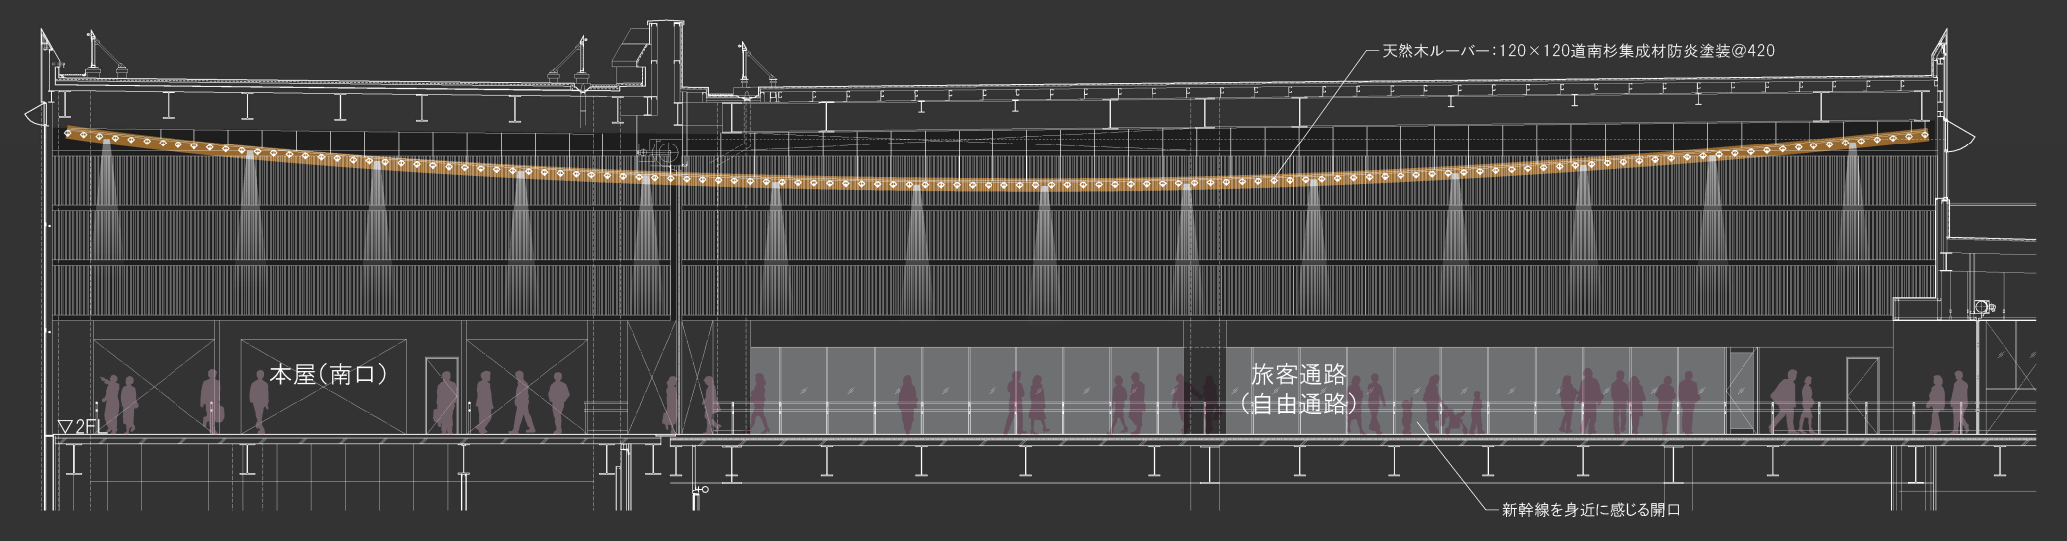 天然木ルーバー：120×120道南杉集成材防炎塗装@420
本屋（南口）
旅客通路
（自由通路）
▽2FL
新幹線を身近に感じる開口